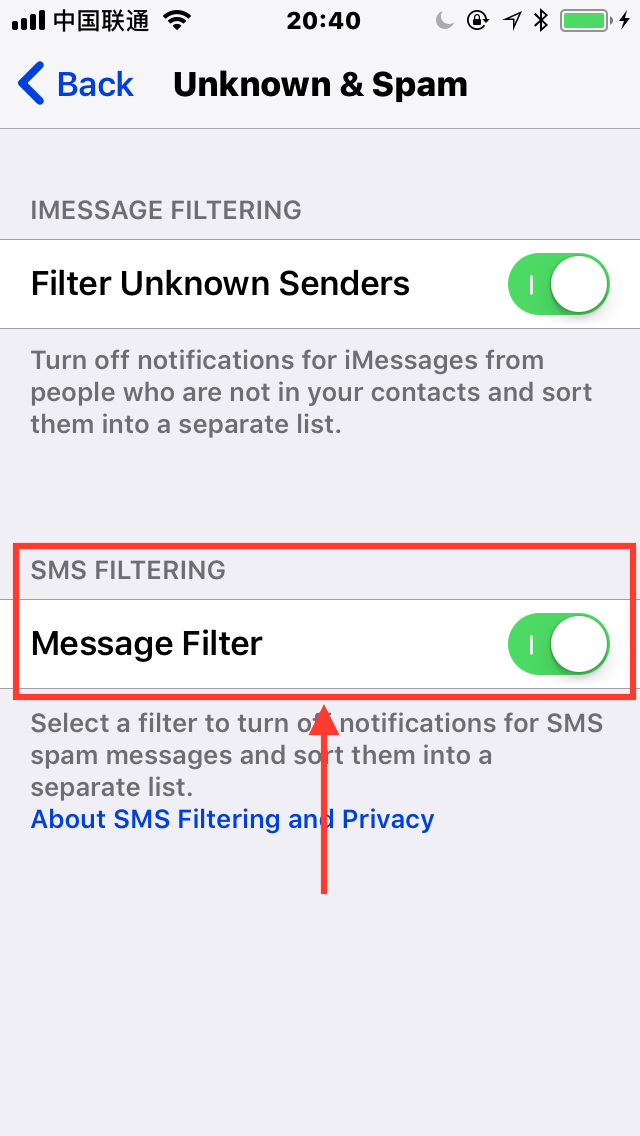 中国联通 20:40
Back Unknown & Spam
IMESSAGE FILTERING
Filter Unknown Senders
Turn off notifications for iMessages from
people who are not in your contacts and sort
them into a separate list.
SMS FILTERING
Message Filter
Select a filter to turn off notifications for SMS
spam messages and sort them into a
separate list.
About SMS Filtering and Privacy